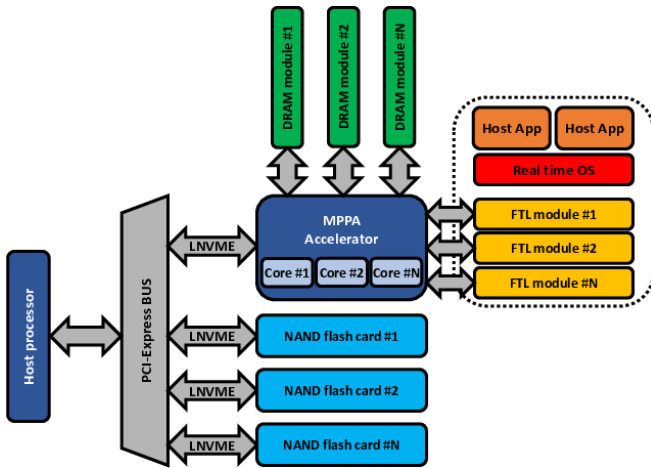 DRAM module #1
DRAM module #2
DRAM module #N
Host App
Host App
Real time OS
MPPA
Accelerator
Core #1
Core #2
Core #N
FTL module #1
FTL module #2
FTL module #N
LNVME
Host processor
PCI-Express BUS
LNVME
NAND flash card #1
LNVME
NAND flash card #2
LNVME
NAND flash card #N